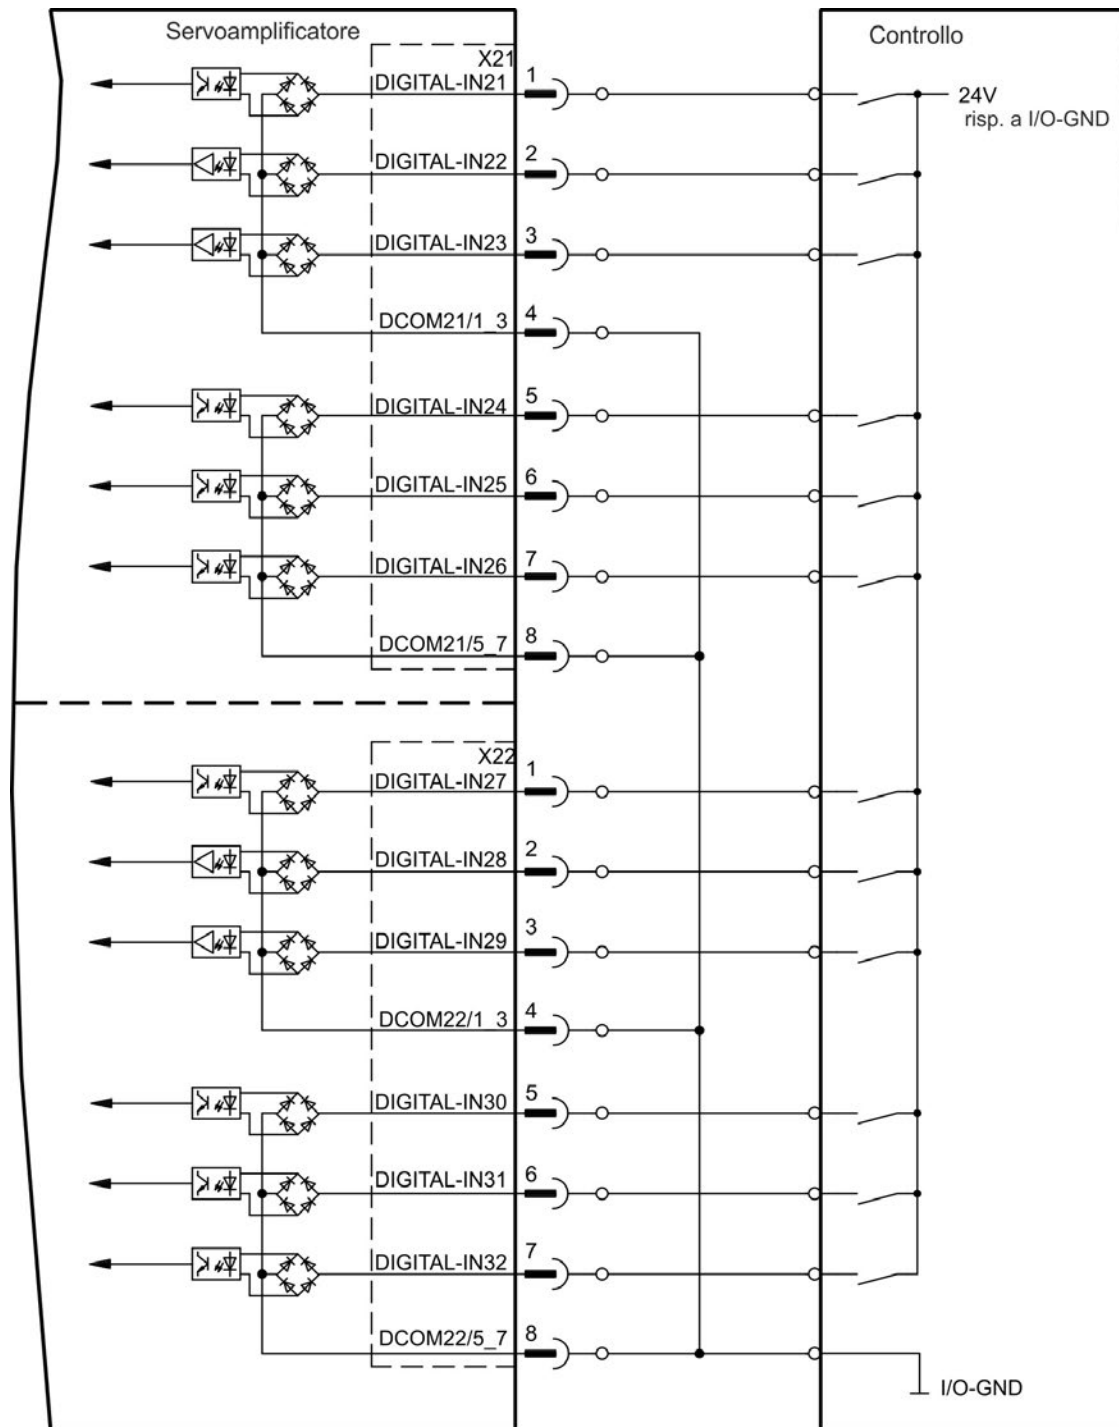 Servoamplificatore
Controllo
X21
DIGITAL-IN21
1
24V
risp. a I/O-GND
DIGITAL-IN22
2
DIGITAL-IN23
3
DCOM21/1_3
4
DIGITAL-IN24
5
DIGITAL-IN25
6
DIGITAL-IN26
7
DCOM21/5_7
8
X22
DIGITAL-IN27
1
DIGITAL-IN28
2
DIGITAL-IN29
3
DCOM22/1_3
4
DIGITAL-IN30
5
DIGITAL-IN31
6
DIGITAL-IN32
7
DCOM22/5_7
8
I/O-GND